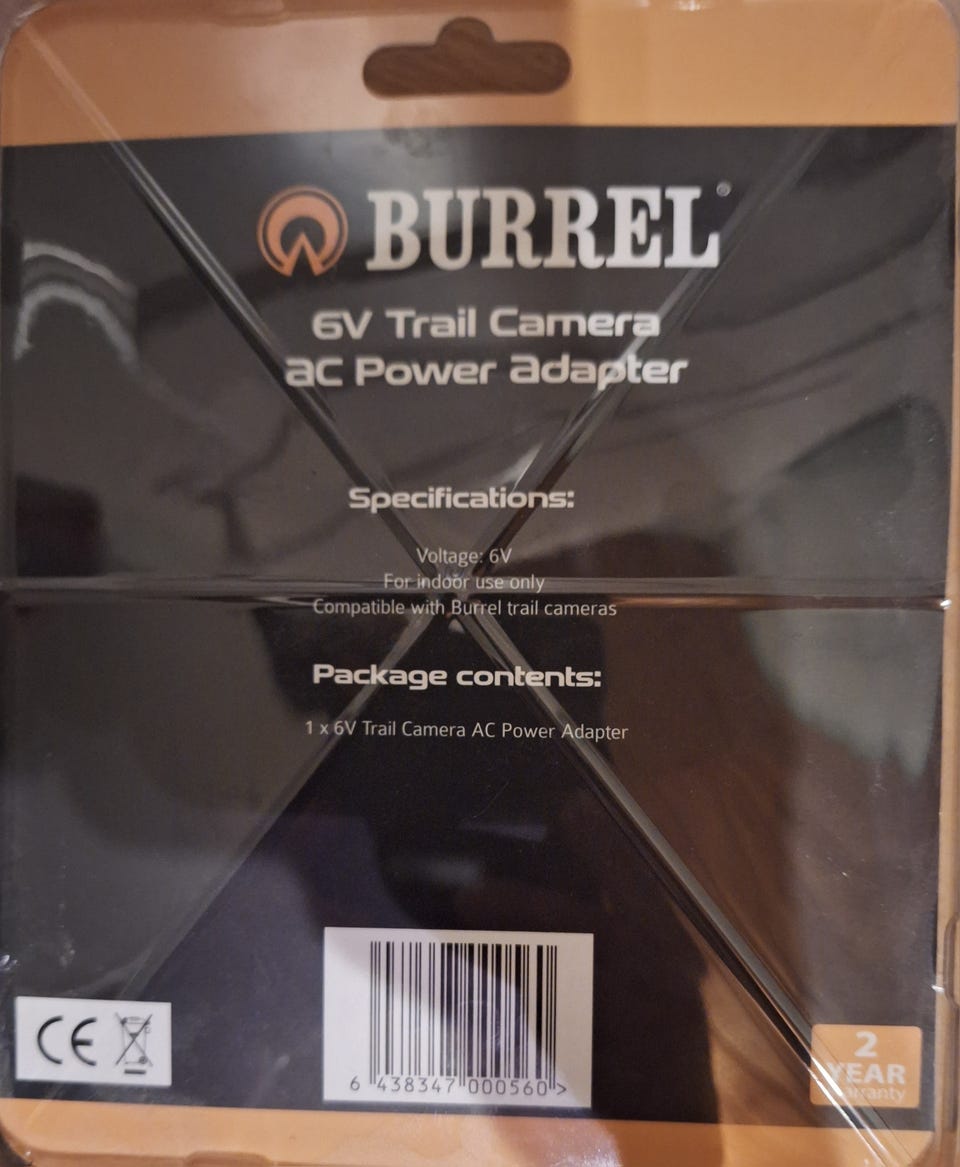 BURREL
6V Trail Camera
AC Power Adapter
Specifications:
Voltage: 6V
For indoor use only
Compatible with Burrel trail cameras
Package contents:
1 x 6V Trail Camera AC Power Adapter
CE
6 438347 000560 >
2
YEAR
warranty